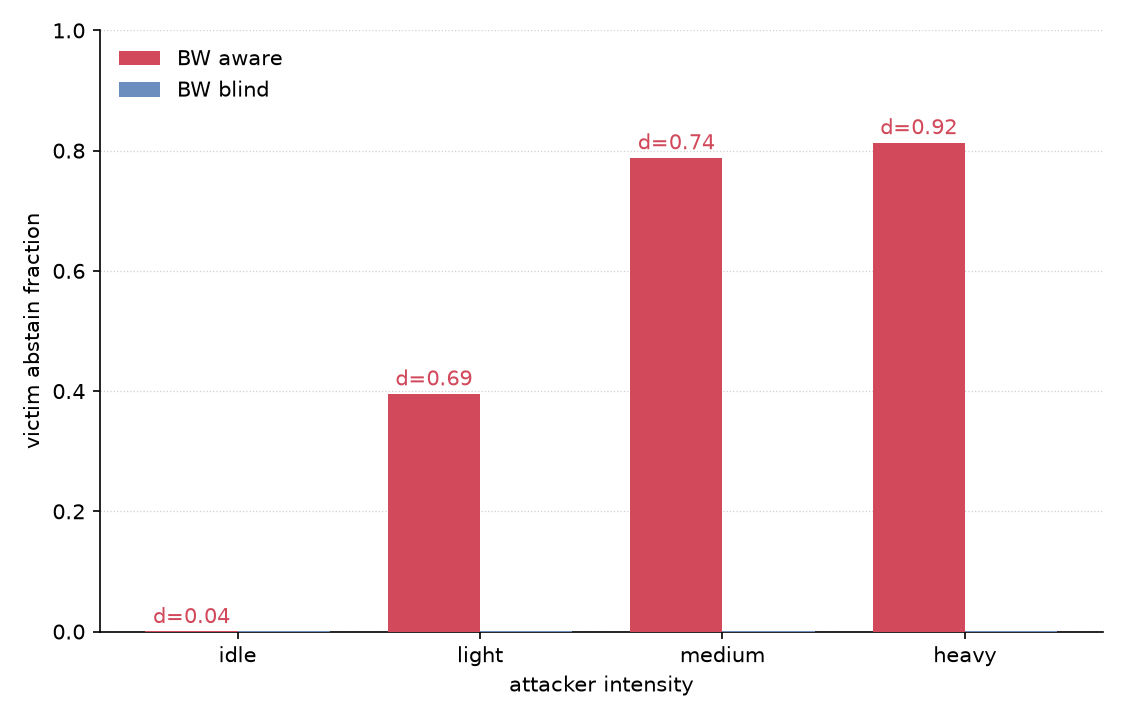 1.0
BW aware
BW blind
d=0.92
d=0.74
0.8
0.6
d=0.69
0.4
0.2
d=0.04
0.0
victim abstain fraction
idle
light
medium
heavy
attacker intensity